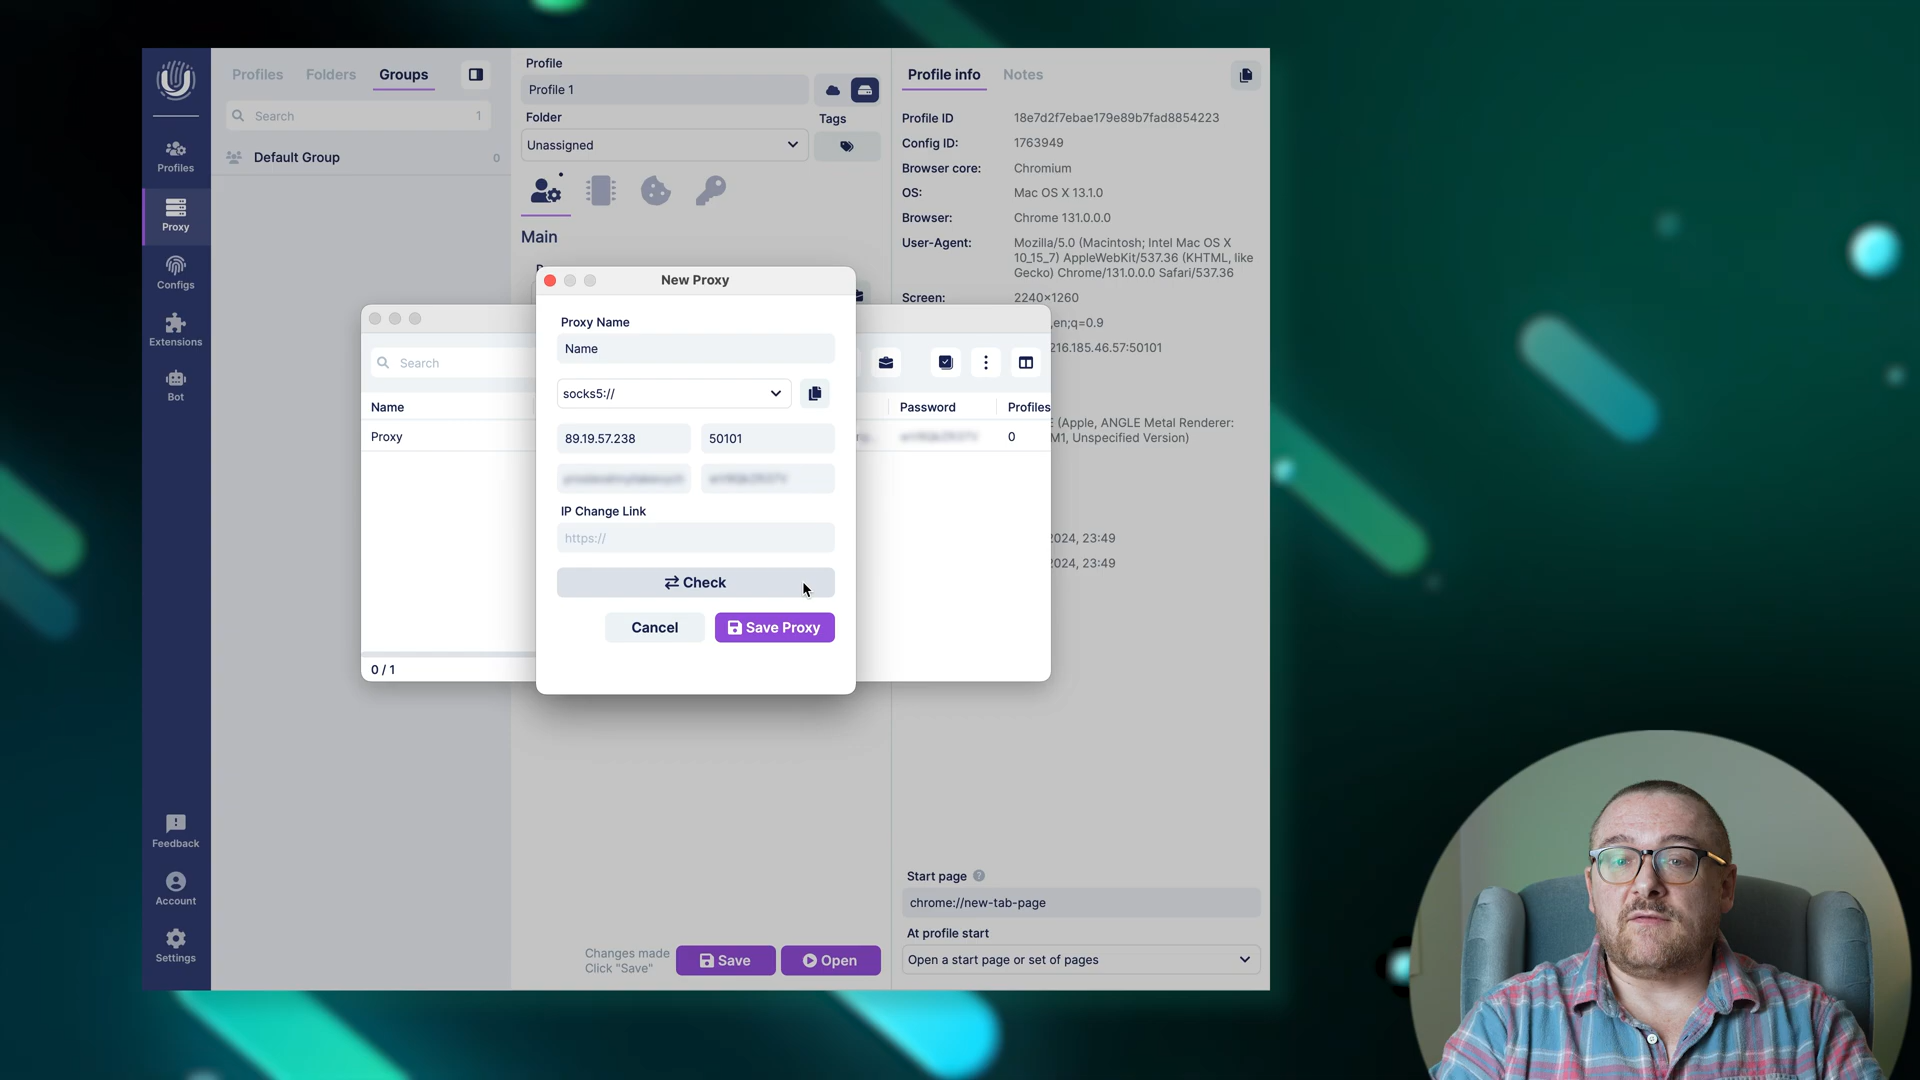 Profiles
Folders
Groups
Search
1
Default Group
0
Profiles
Proxy
Configs
Extensions
Bot
Feedback
Account
Settings
Profile
Profile 1
Folder
Tags
Unassigned
Main
Changes made
Click "Save"
Save
Open
Profile info
Notes
Profile ID
18e7d2f7ebae179e89b7fad8854223
Config ID:
1763949
Browser core:
Chromium
OS:
Mac OS X 13.1.0
Browser:
Chrome 131.0.0.0
User-Agent:
Mozilla/5.0 (Macintosh; Intel Mac OS X
10_15_7) AppleWebKit/537.36 (KHTML, like
Gecko) Chrome/131.0.0.0 Safari/537.36
Screen:
2240×1260
,en;q=0.9
216.185.46.57:50101
(Apple, ANGLE Metal Renderer:
M1, Unspecified Version)
2024, 23:49
2024, 23:49
Start page
chrome://new-tab-page
At profile start
Open a start page or set of pages
Search
Name
Password
Profiles
Proxy
0
0 / 1
New Proxy
Proxy Name
Name
socks5://
89.19.57.238
50101
IP Change Link
https://
Check
Cancel
Save Proxy